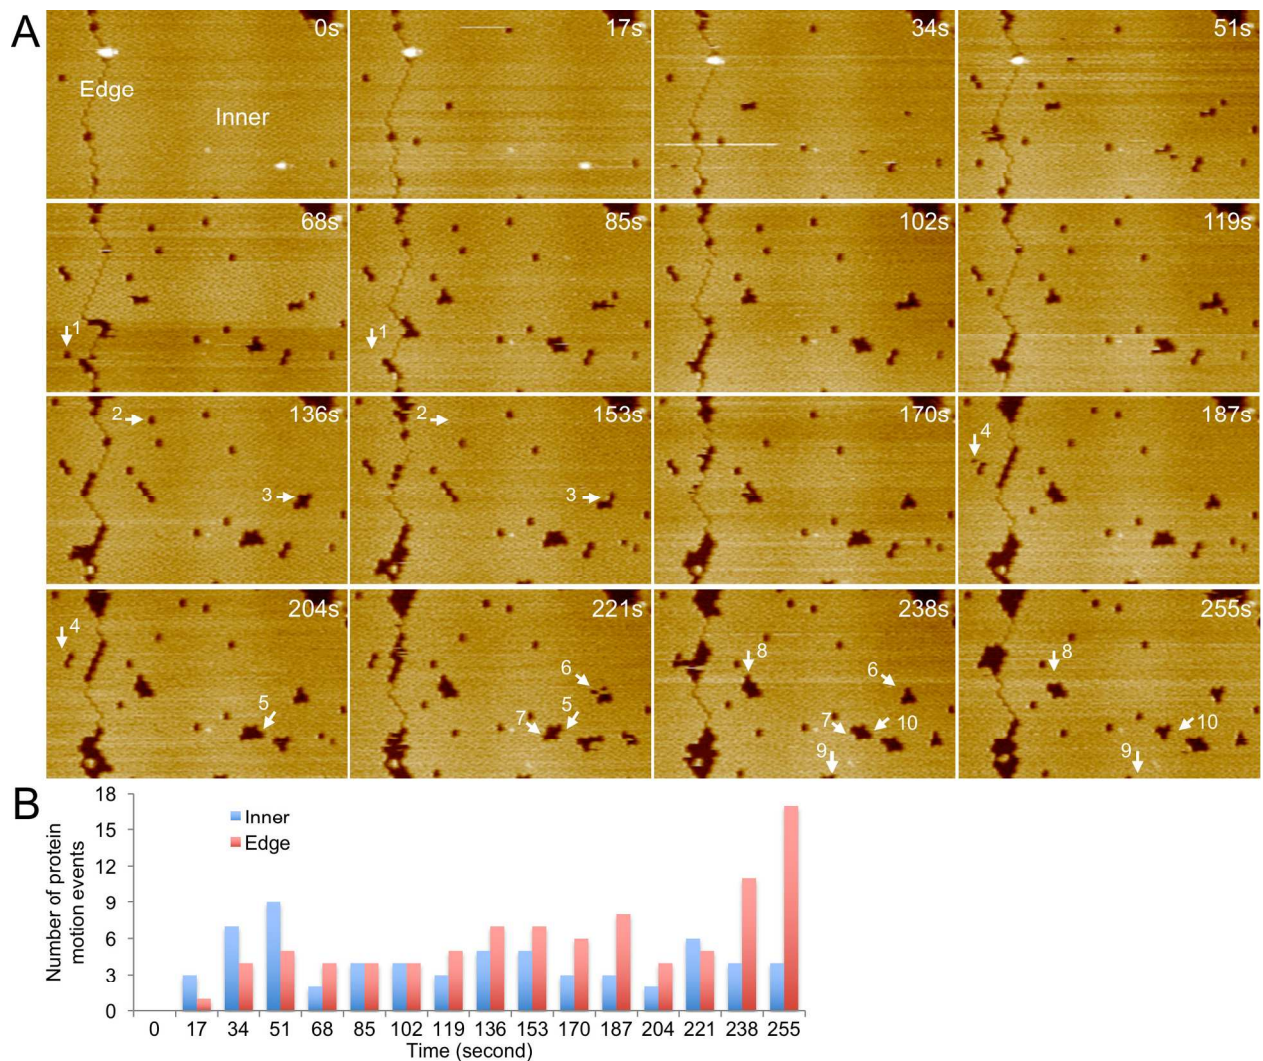 A
0s 17s 34s 51s
Edge
Inner
68s 85s 102s 119s
1 1
136s 153s 170s 187s
2 2
3 3
4
204s 221s 238s 255s
4
5
6
5
7
8
6
7
10
9
8
10
9
B
Number of protein
motion events
18
15
12
9
6
3
0
Inner
Edge
0 17 34 51 68 85 102 119 136 153 170 187 204 221 238 255
Time (second)